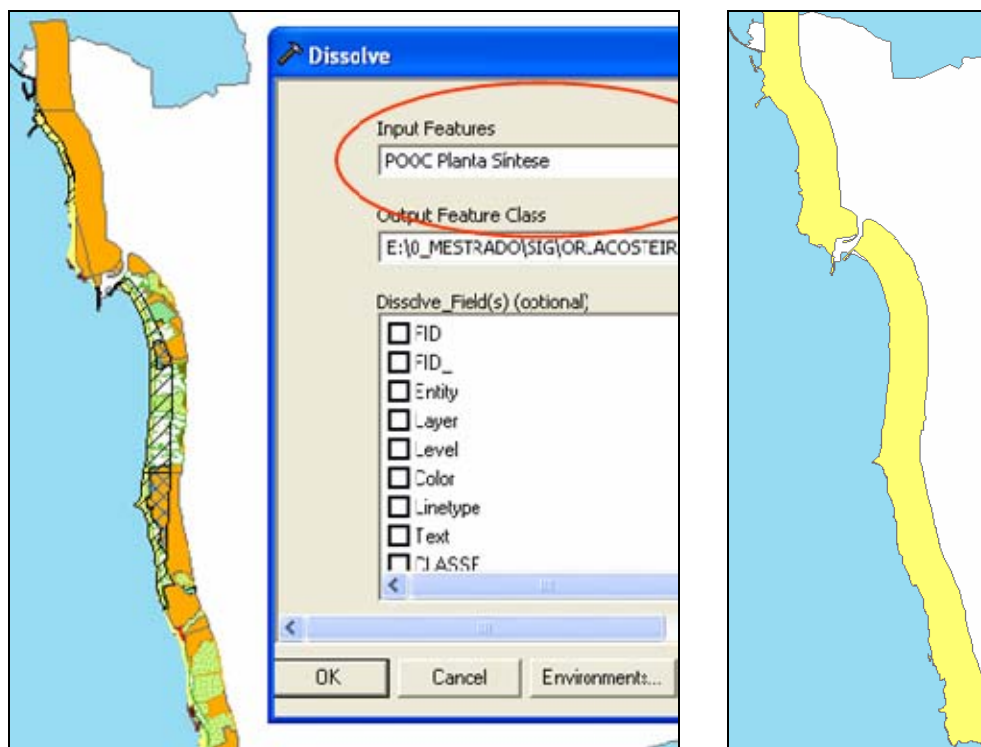 Dissolve
Input Features
POOC Planta Síntese
Output Feature Class
E:\0_MESTRADO\SIG\OR.ACOSTEIR
Dissolve_Field(s) (optional)
FID
FID_
Entity
Layer
Level
Color
Linetype
Text
CLASSE
OK
Cancel
Environments...